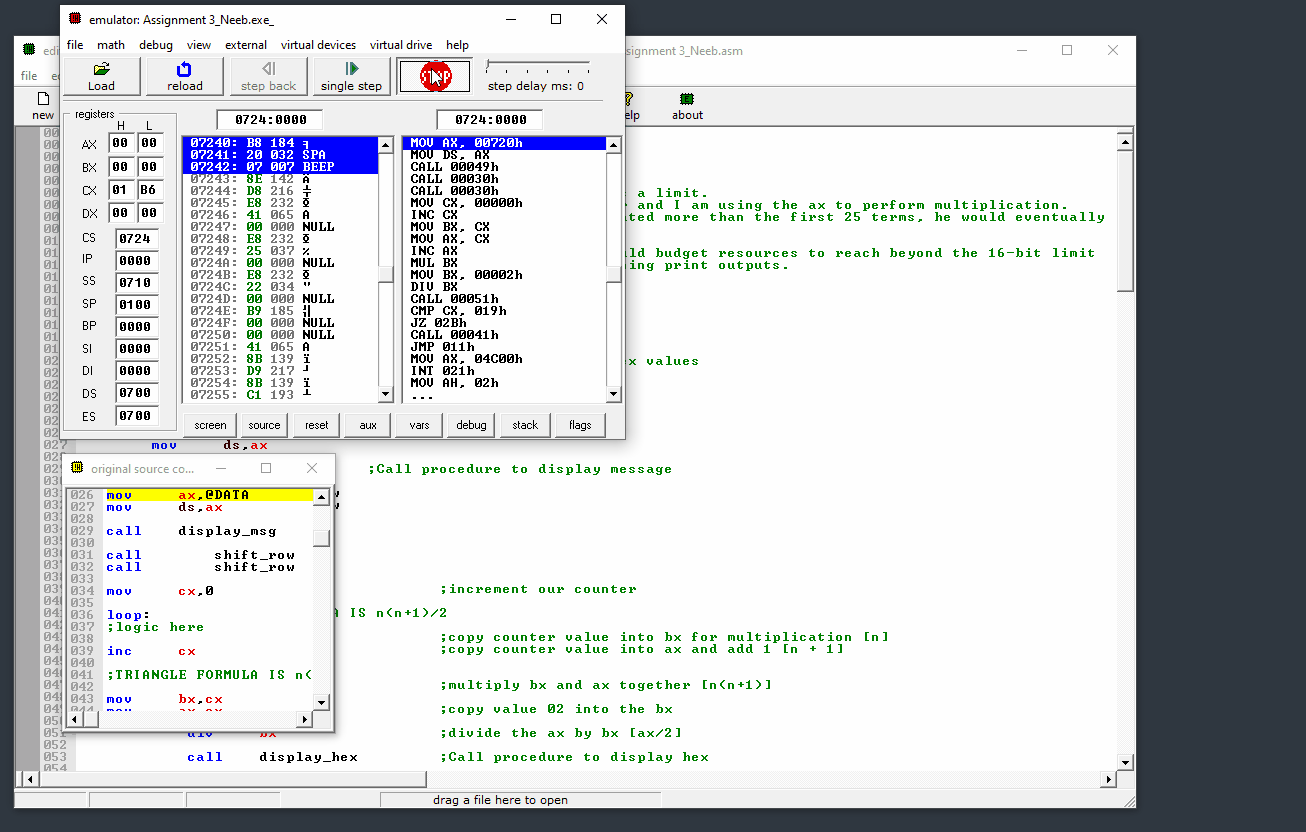 emulator: Assignment 3_Neeb.exe_
file math debug view external virtual devices virtual drive help
Load reload step back single step STOP step delay ms: 0
registers
H L
AX 00 00
BX 00 00
CX 01 B6
DX 00 00
CS 0724
IP 0000
SS 0710
SP 0100
BP 0000
SI 0000
DI 0000
DS 0700
ES 0700
0724:0000
07240: B8 184 ╕
07241: 20 032 SPA
07242: 07 007 BEEP
07243: 8E 142 Ä
07244: D8 216 ╪
07245: E8 232
07246: 41 065 A
07247: 00 000 NULL
07248: E8 232
07249: 25 037 %
0724A: 00 000 NULL
0724B: E8 232
0724C: 22 034 "
0724D: 00 000 NULL
0724E: B9 185 ╣
0724F: 00 000 NULL
07250: 00 000 NULL
07251: 41 065 A
07252: 8B 139 ï
07253: D9 217 ┘
07254: 8B 139 ï
07255: C1 193 ┴
0724:0000
MOV AX, 00720h
MOV DS, AX
CALL 00049h
CALL 00030h
CALL 00030h
MOV CX, 00000h
INC CX
MOV BX, CX
MOV AX, CX
INC AX
MUL BX
MOV BX, 00002h
DIV BX
CALL 00051h
CMP CX, 019h
JZ 02Bh
CALL 00041h
JMP 011h
MOV AX, 04C00h
INT 021h
MOV AH, 02h
...
screen source reset aux vars debug stack flags
ssignment 3_Neeb.asm
file
new elp about
a limit.
and I am using the ax to perform multiplication.
ted more than the first 25 terms, he would eventually
ld budget resources to reach beyond the 16-bit limit
ing print outputs.
ex values
027 mov ds,ax
;Call procedure to display message
;increment our counter
A IS n(n+1)/2
;copy counter value into bx for multiplication [n]
;copy counter value into ax and add 1 [n + 1]
;multiply bx and ax together [n(n+1)]
;copy value 02 into the bx
div bx ;divide the ax by bx [ax/2]
052
053 call display_hex ;Call procedure to display hex
054
original source co...
026 mov ax,@DATA
027 mov ds,ax
028
029 call display_msg
030
031 call shift_row
032 call shift_row
033
034 mov cx,0
035
036 loop:
037 ;logic here
038
039 inc cx
040
041 ;TRIANGLE FORMULA IS n(
042
043 mov bx,cx
drag a file here to open